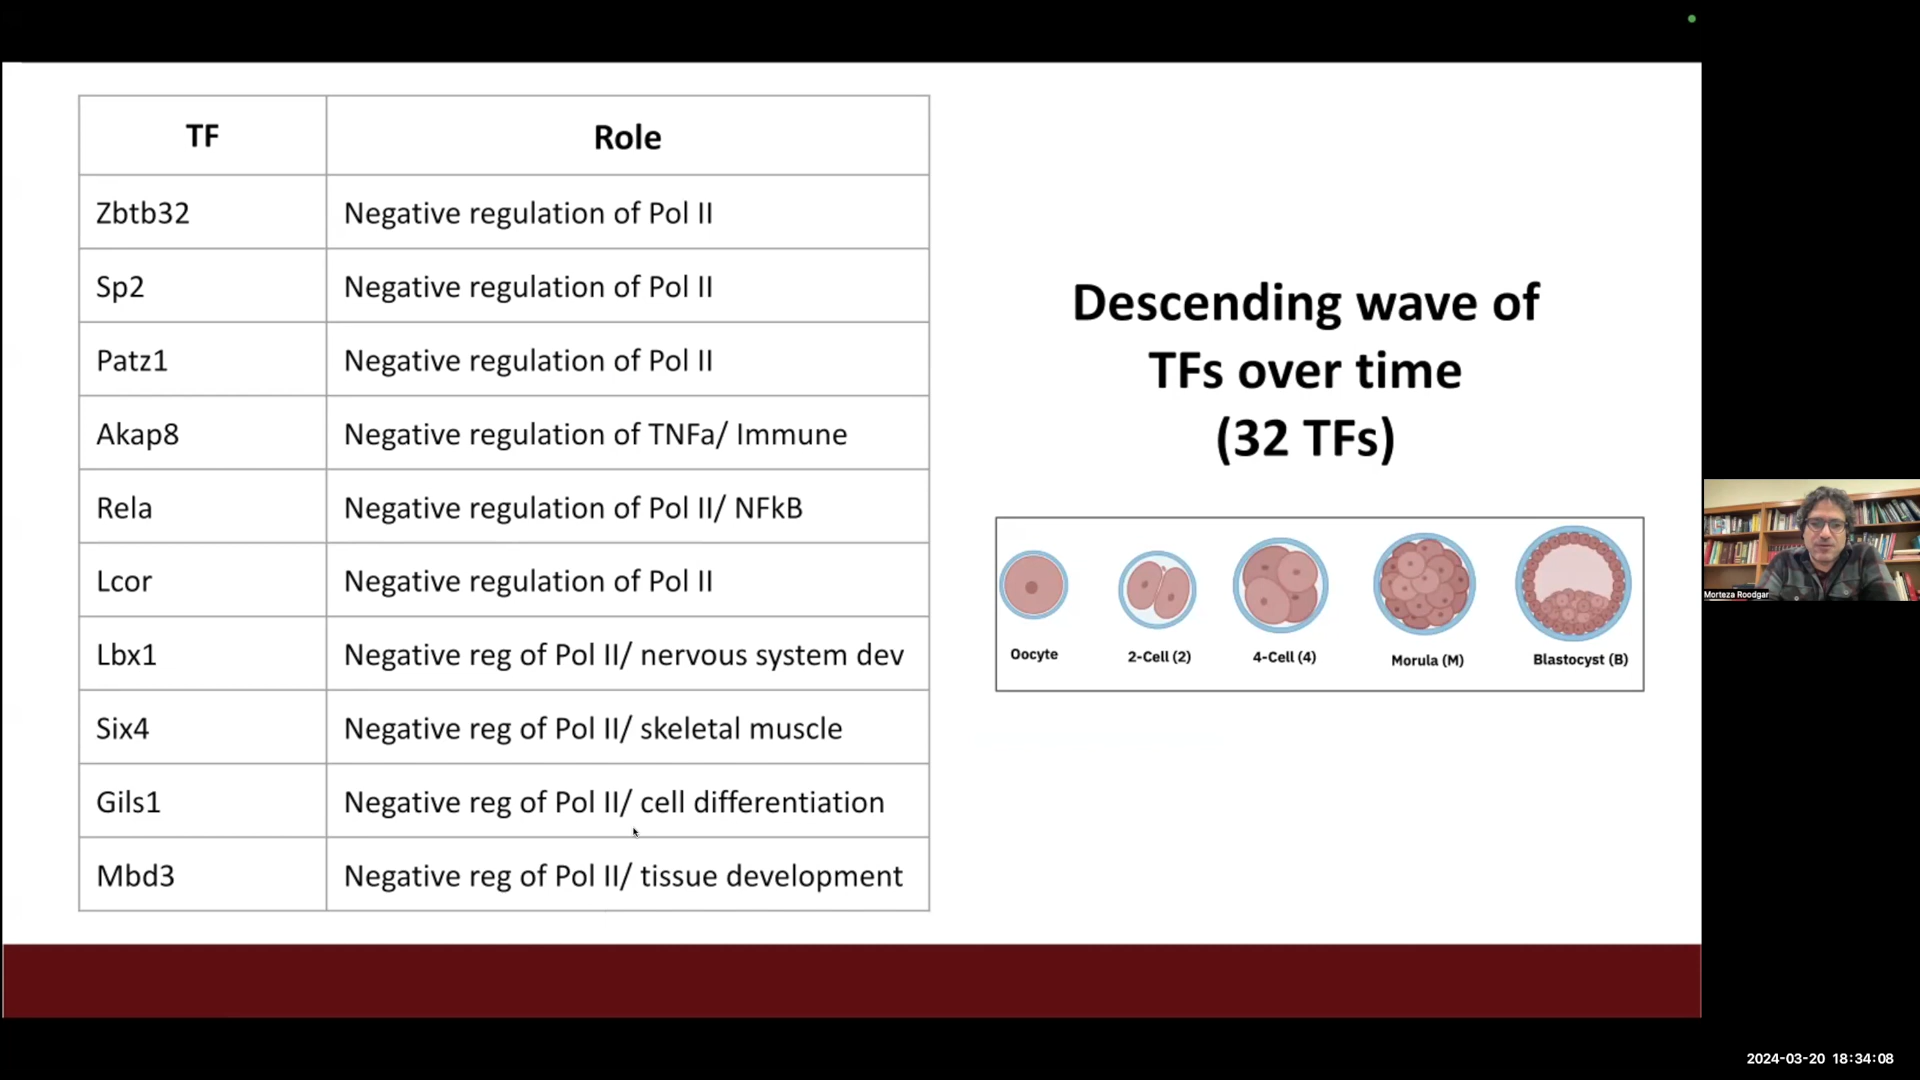 TF Role
Zbtb32 Negative regulation of Pol II
Sp2 Negative regulation of Pol II
Patz1 Negative regulation of Pol II
Akap8 Negative regulation of TNFa/ Immune
Rela Negative regulation of Pol II/ NFkB
Lcor Negative regulation of Pol II
Lbx1 Negative reg of Pol II/ nervous system dev
Six4 Negative reg of Pol II/ skeletal muscle
Gils1 Negative reg of Pol II/ cell differentiation
Mbd3 Negative reg of Pol II/ tissue development
Descending wave of
TFs over time
(32 TFs)
Oocyte 2-Cell (2) 4-Cell (4) Morula (M) Blastocyst (B)
Morteza Roodgar
2024-03-20 18:34:08